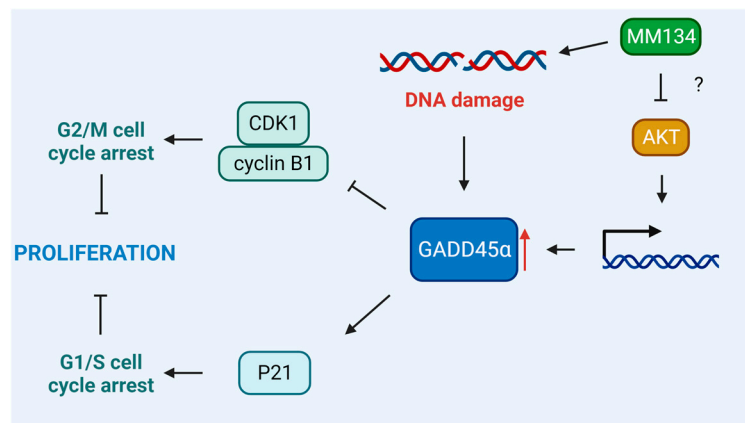 MM134
?
DNA damage
AKT
CDK1
cyclin B1
G2/M cell
cycle arrest
PROLIFERATION
GADD45α
G1/S cell
cycle arrest
P21